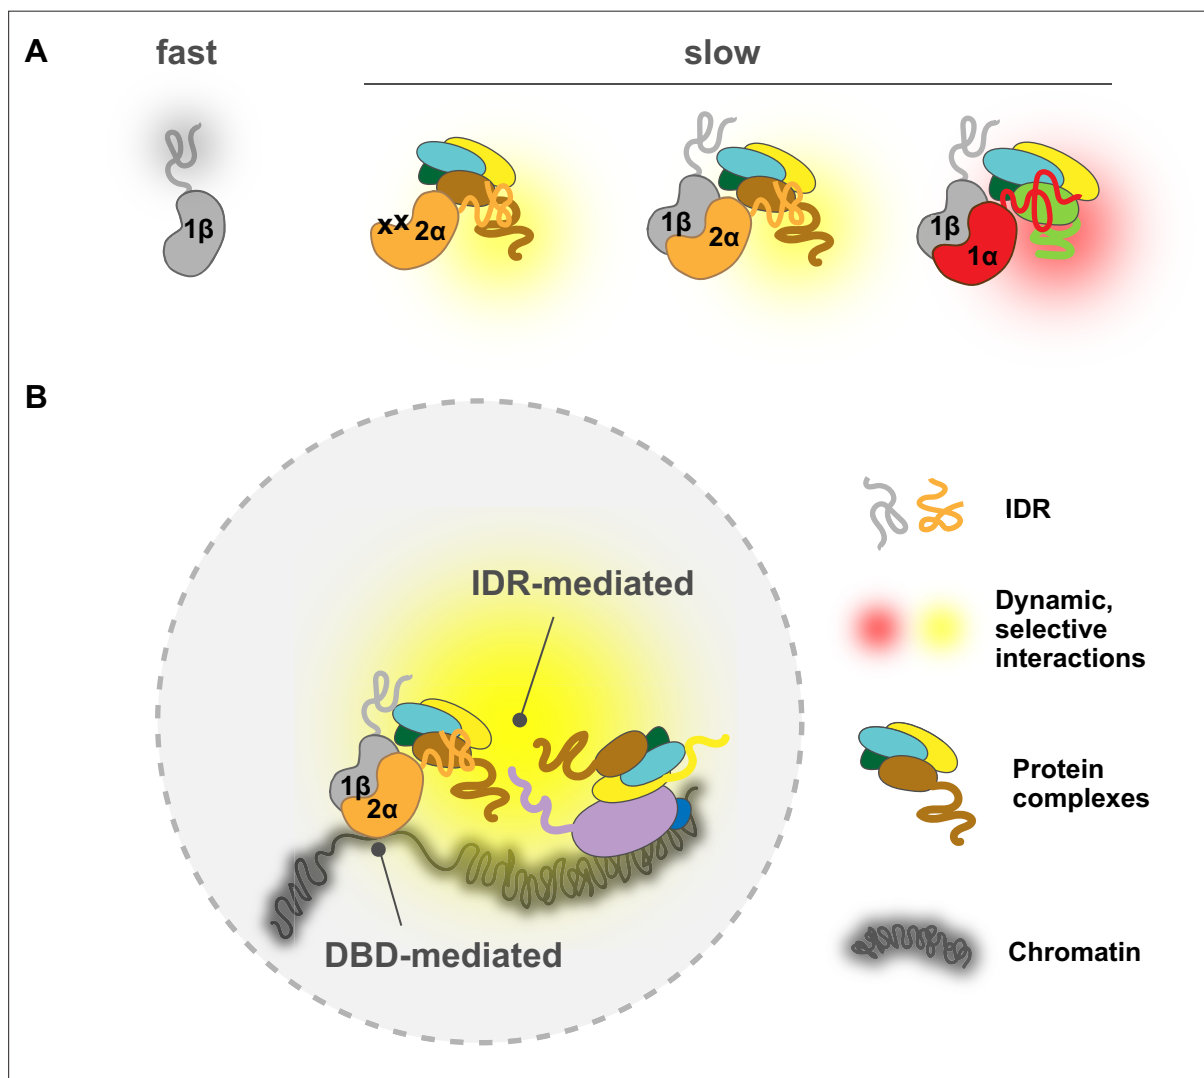 A
fast
slow
1β
xx 2α
1β
2α
1β
1α
B
IDR-mediated
1β
2α
DBD-mediated
IDR
Dynamic,
selective
interactions
Protein
complexes
Chromatin